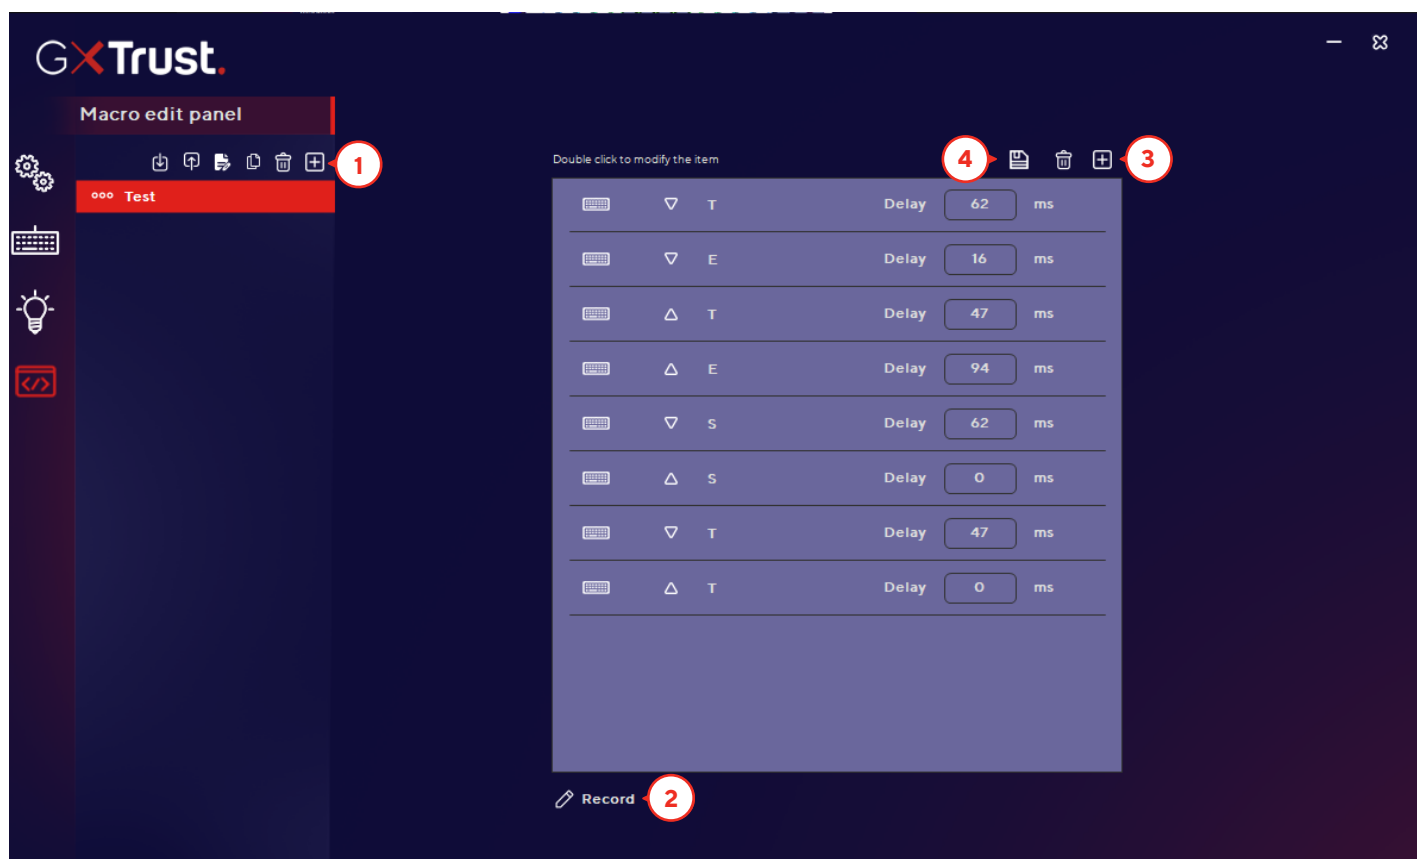 GXTrust.
Macro edit panel
1
Test
Double click to modify the item
4
3
T Delay 62 ms
E Delay 16 ms
T Delay 47 ms
E Delay 94 ms
S Delay 62 ms
S Delay 0 ms
T Delay 47 ms
T Delay 0 ms
Record
2